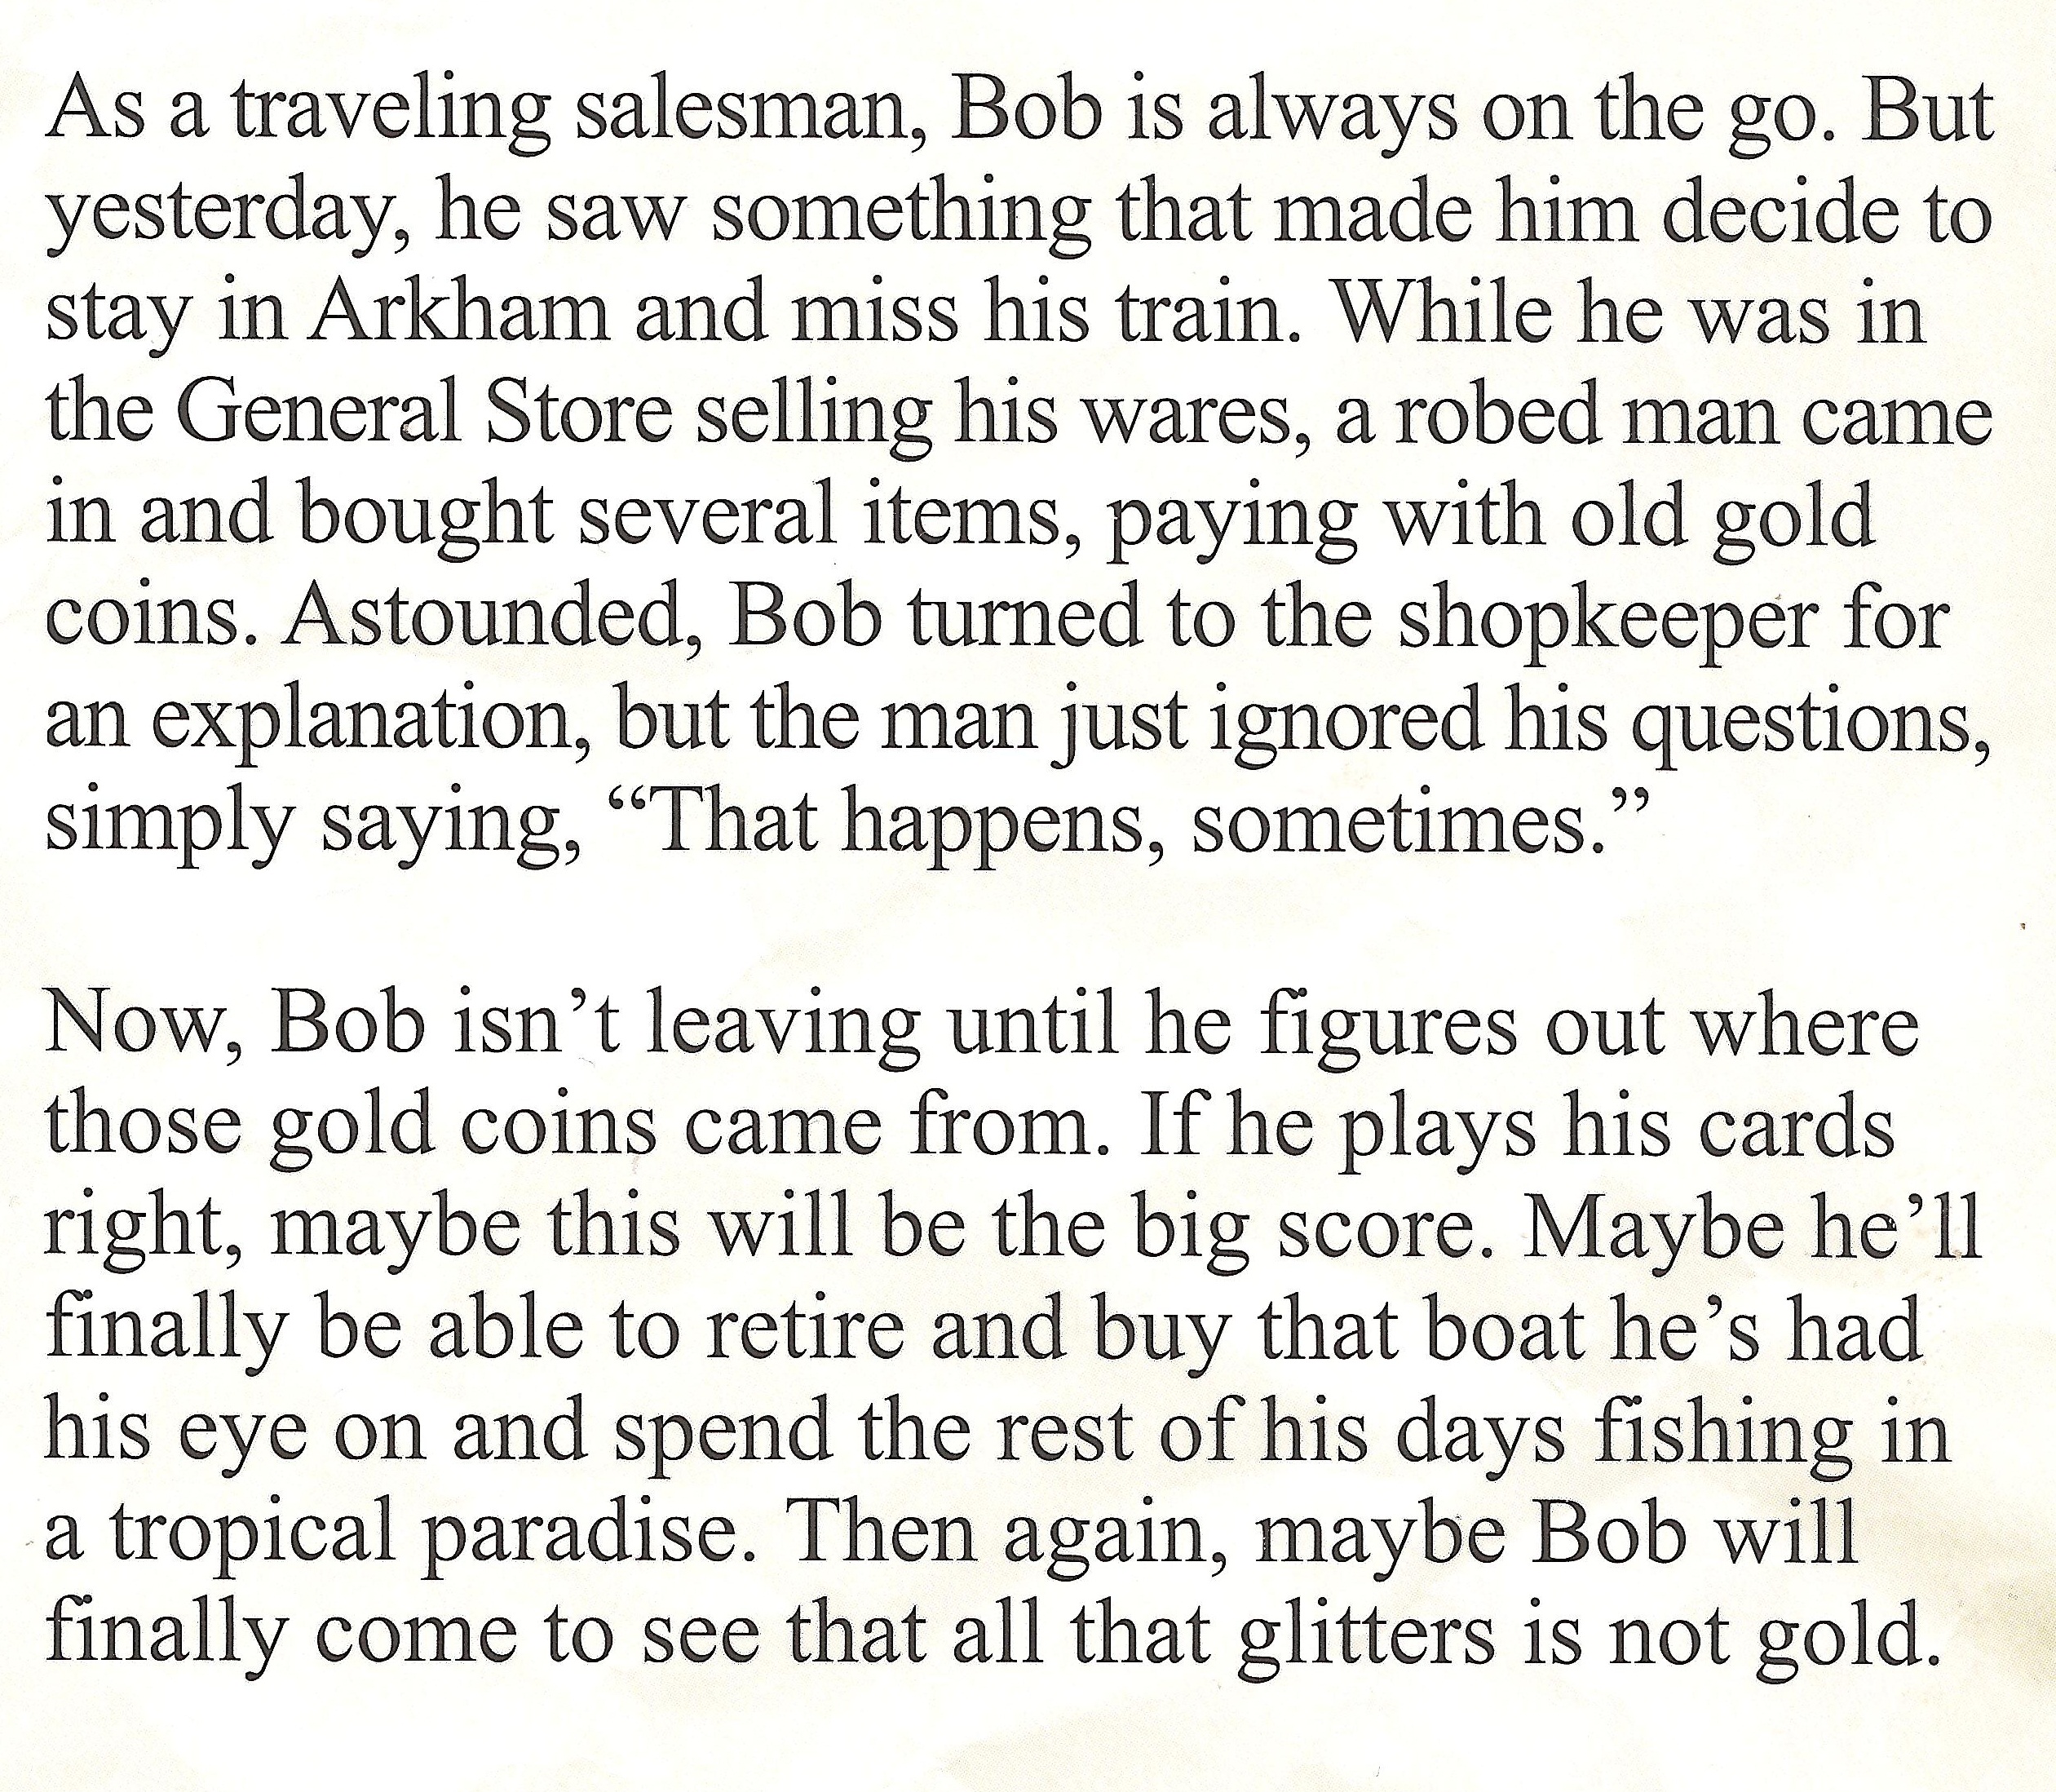 As a traveling salesman, Bob is always on the go. But
yesterday, he saw something that made him decide to
stay in Arkham and miss his train. While he was in
the General Store selling his wares, a robed man came
in and bought several items, paying with old gold
coins. Astounded, Bob turned to the shopkeeper for
an explanation, but the man just ignored his questions,
simply saying, “That happens, sometimes.”

Now, Bob isn’t leaving until he figures out where
those gold coins came from. If he plays his cards
right, maybe this will be the big score. Maybe he’ll
finally be able to retire and buy that boat he’s had
his eye on and spend the rest of his days fishing in
a tropical paradise. Then again, maybe Bob will
finally come to see that all that glitters is not gold.